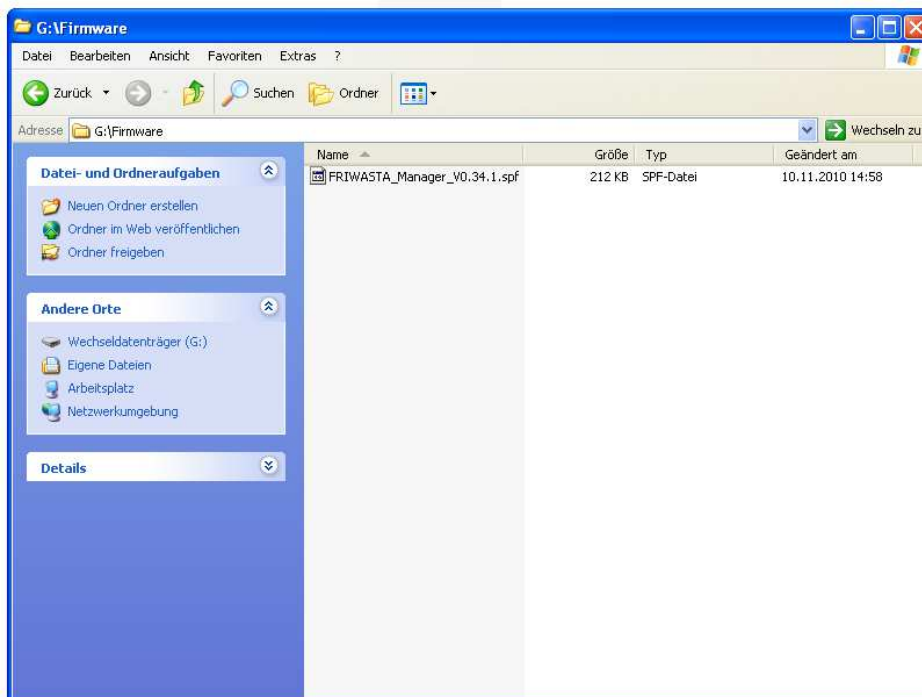 G:\Firmware
Datei Bearbeiten Ansicht Favoriten Extras ?
Zurück Suchen Ordner
Adresse G:\Firmware Wechseln zu
Name Größe Typ Geändert am
FRIWASTA_Manager_V0.34.1.spf 212 KB SPF-Datei 10.11.2010 14:58
Datei- und Ordneraufgaben
Neuen Ordner erstellen
Ordner im Web veröffentlichen
Ordner freigeben
Andere Orte
Wechseldatenträger (G:)
Eigene Dateien
Arbeitsplatz
Netzwerkumgebung
Details